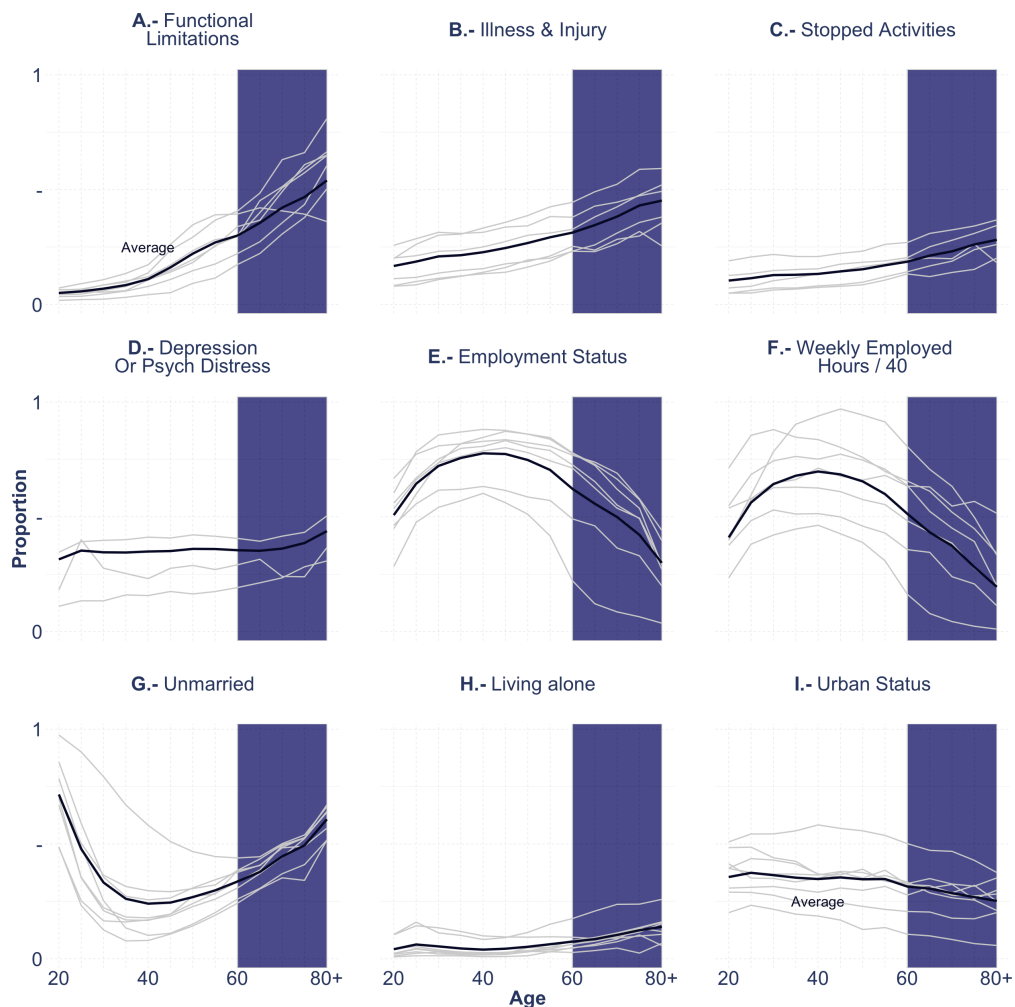 A.- Functional
Limitations
B.- Illness & Injury
C.- Stopped Activities
1
-
0
Average
D.- Depression
Or Psych Distress
E.- Employment Status
F.- Weekly Employed
Hours / 40
1
-
0
Proportion
G.- Unmarried
H.- Living alone
I.- Urban Status
1
-
0
Average
20 40 60 80+
20 40 60 80+
20 40 60 80+
Age